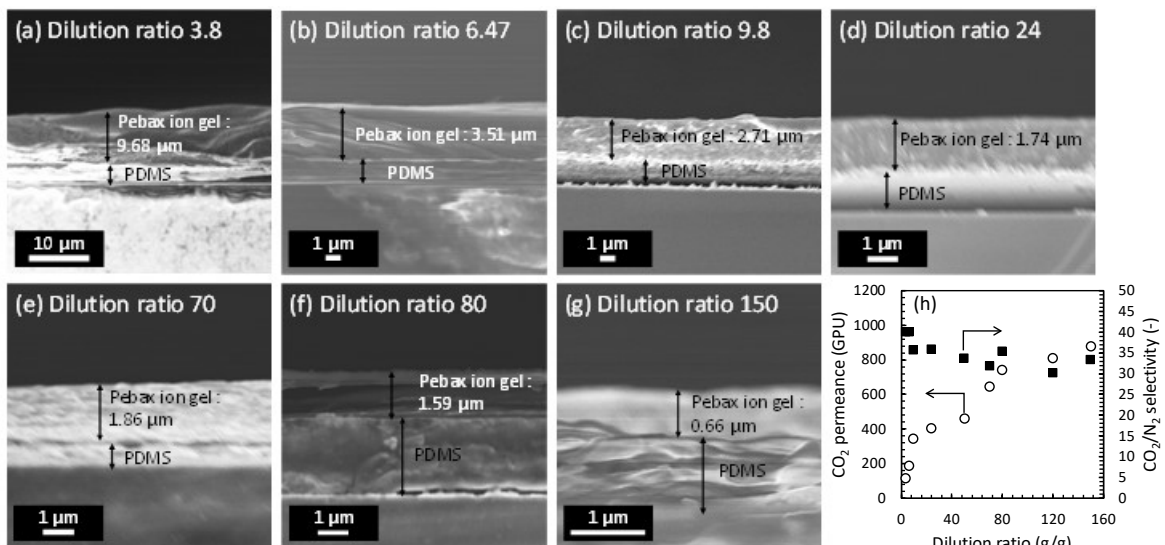 (a) Dilution ratio 3.8
Pebax ion gel :
9.68 μm
PDMS
10 μm
(b) Dilution ratio 6.47
Pebax ion gel : 3.51 μm
PDMS
1 μm
(c) Dilution ratio 9.8
Pebax ion gel : 2.71 μm
PDMS
1 μm
(d) Dilution ratio 24
Pebax ion gel : 1.74 μm
PDMS
1 μm
(e) Dilution ratio 70
Pebax ion gel :
1.86 μm
PDMS
1 μm
(f) Dilution ratio 80
Pebax ion gel :
1.59 μm
PDMS
1 μm
(g) Dilution ratio 150
Pebax ion gel :
0.66 μm
PDMS
1 μm
(h)
CO₂ permeance (GPU)
1200
1000
800
600
400
200
0
50
45
40
35
30
25
20
15
10
5
0
CO₂/N₂ selectivity (-)
0 40 80 120 160
Dilution ratio (g/g)